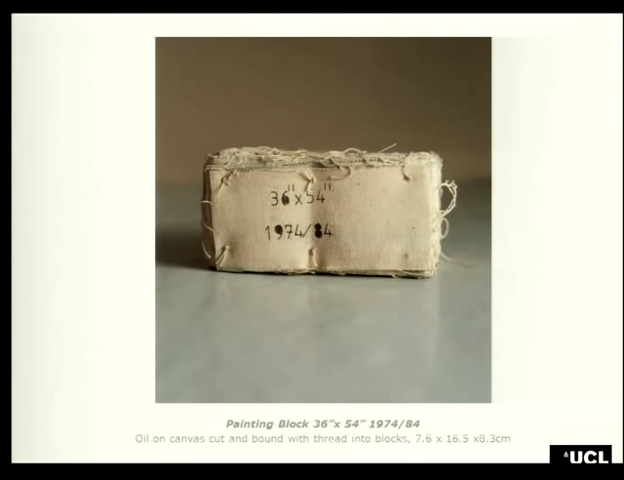 36" x 54"
1974/84
Painting Block 36"x 54" 1974/84
Oil on canvas cut and bound with thread into blocks, 7.6 x 16.5 x8.3cm
UCL